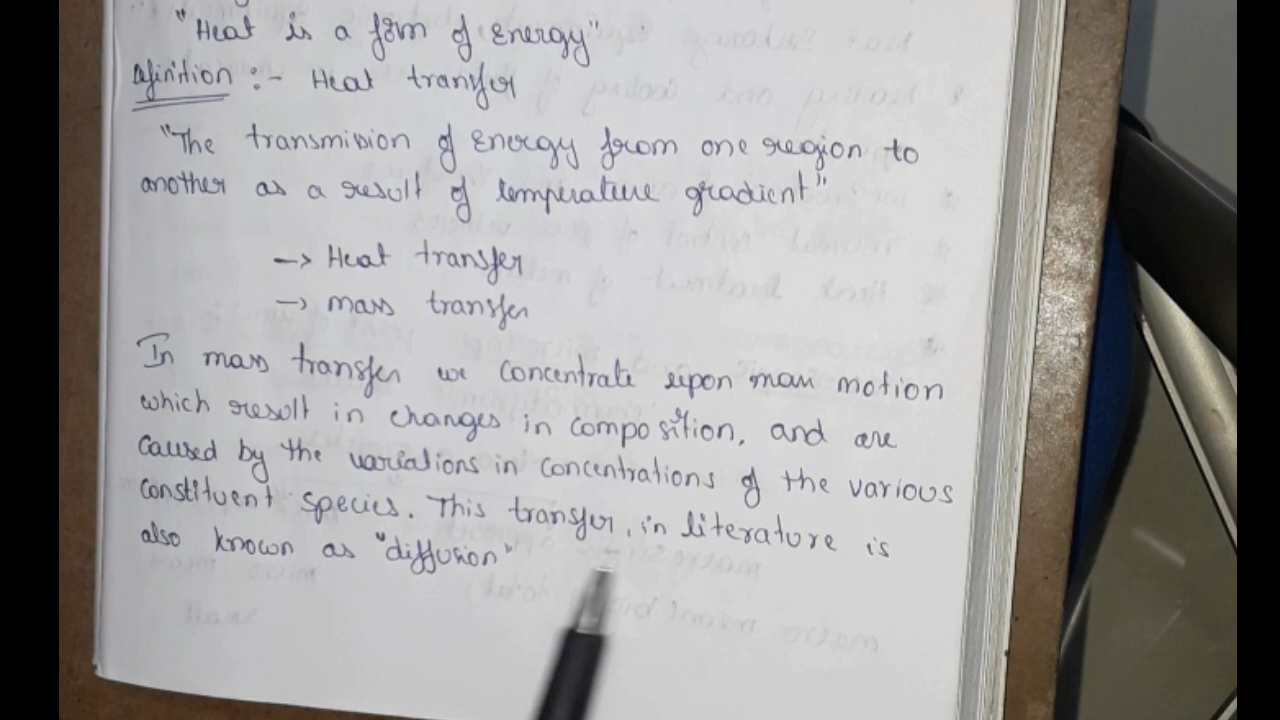 "Heat is a form of energy"
Definition :- Heat transfer
"The transmission of Energy from one region to
another as a result of temperature gradient"
→ Heat transfer
→ mass transfer
In mass transfer we concentrate upon mass motion
which result in changes in composition, and are
caused by the variations in concentrations of the various
constituent species. This transfer, in literature is
also known as "diffusion"